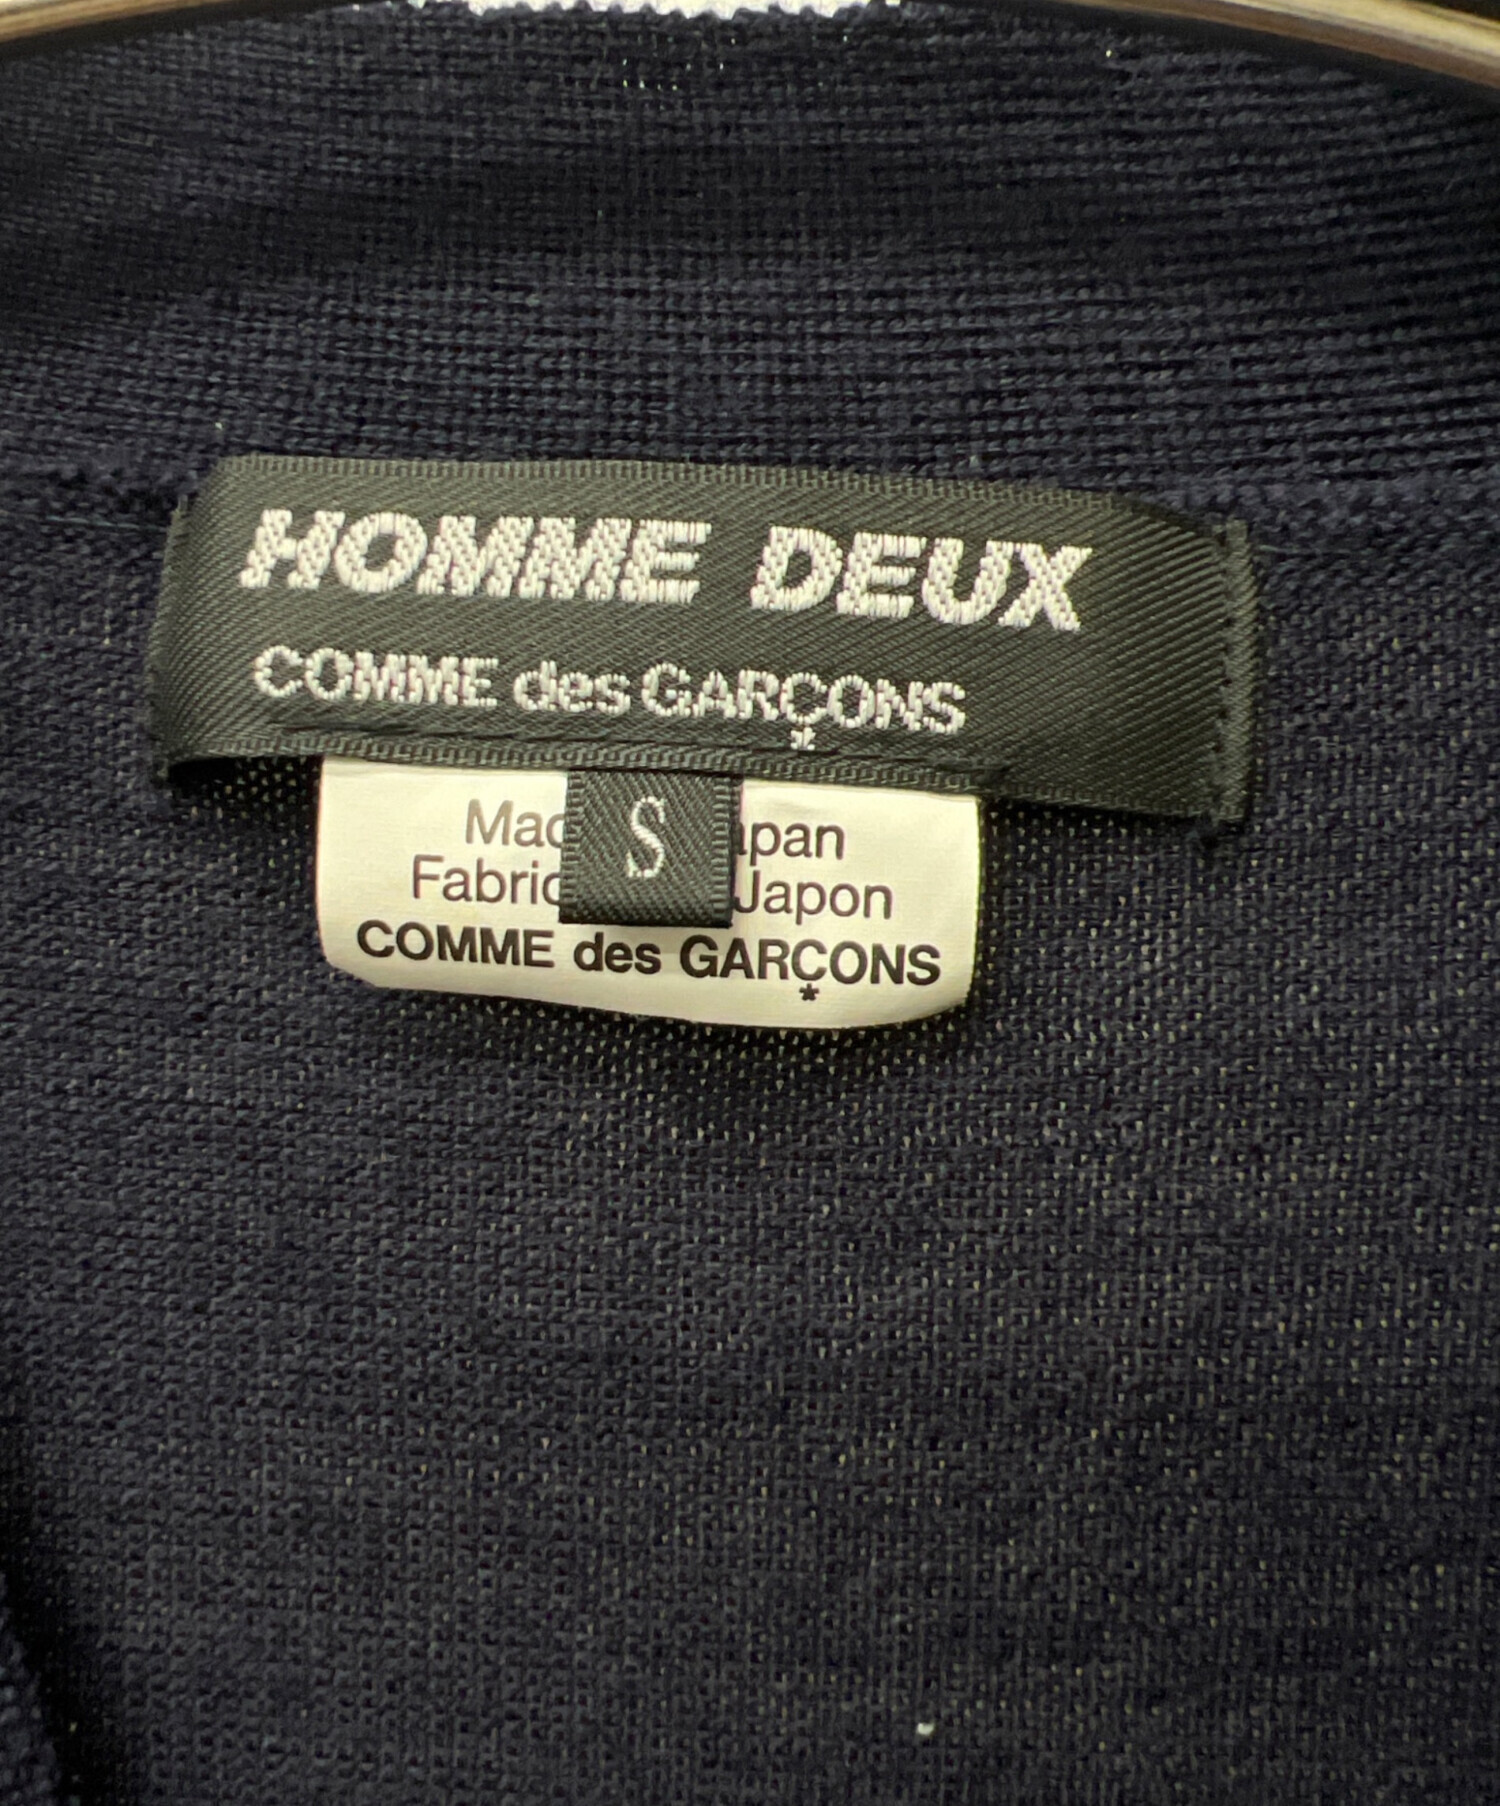 HOMME DEUX
COMME des GARÇONS
*
S
Mac apan
Fabric Japon
COMME des GARÇONS
*